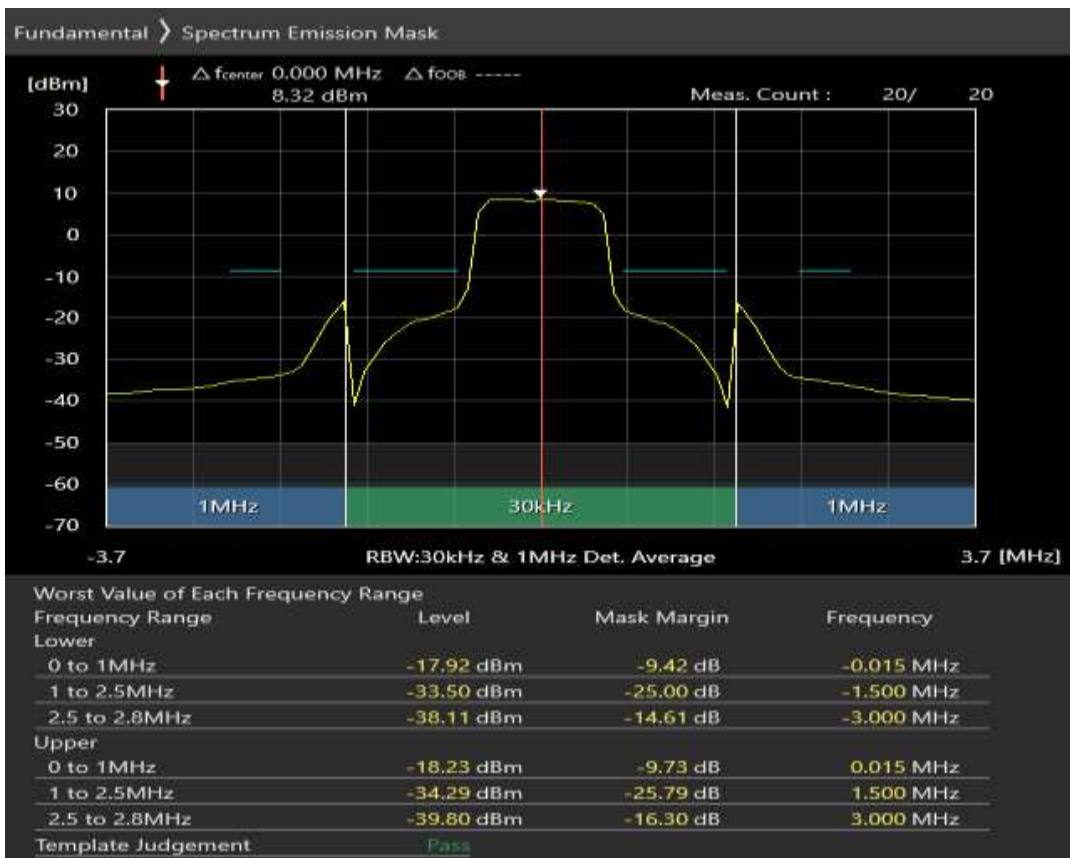 Fundamental ❯ Spectrum Emission Mask
[dBm] △ fcenter 0.000 MHz △ fOOB -----
8.32 dBm Meas. Count : 20/ 20
30
20
10
0
-10
-20
-30
-40
-50
-60
1MHz 30kHz 1MHz
-70
-3.7 RBW:30kHz & 1MHz Det. Average 3.7 [MHz]
Worst Value of Each Frequency Range
Frequency Range Level Mask Margin Frequency
Lower
0 to 1MHz -17.92 dBm -9.42 dB -0.015 MHz
1 to 2.5MHz -33.50 dBm -25.00 dB -1.500 MHz
2.5 to 2.8MHz -38.11 dBm -14.61 dB -3.000 MHz
Upper
0 to 1MHz -18.23 dBm -9.73 dB 0.015 MHz
1 to 2.5MHz -34.29 dBm -25.79 dB 1.500 MHz
2.5 to 2.8MHz -39.80 dBm -16.30 dB 3.000 MHz
Template Judgement Pass